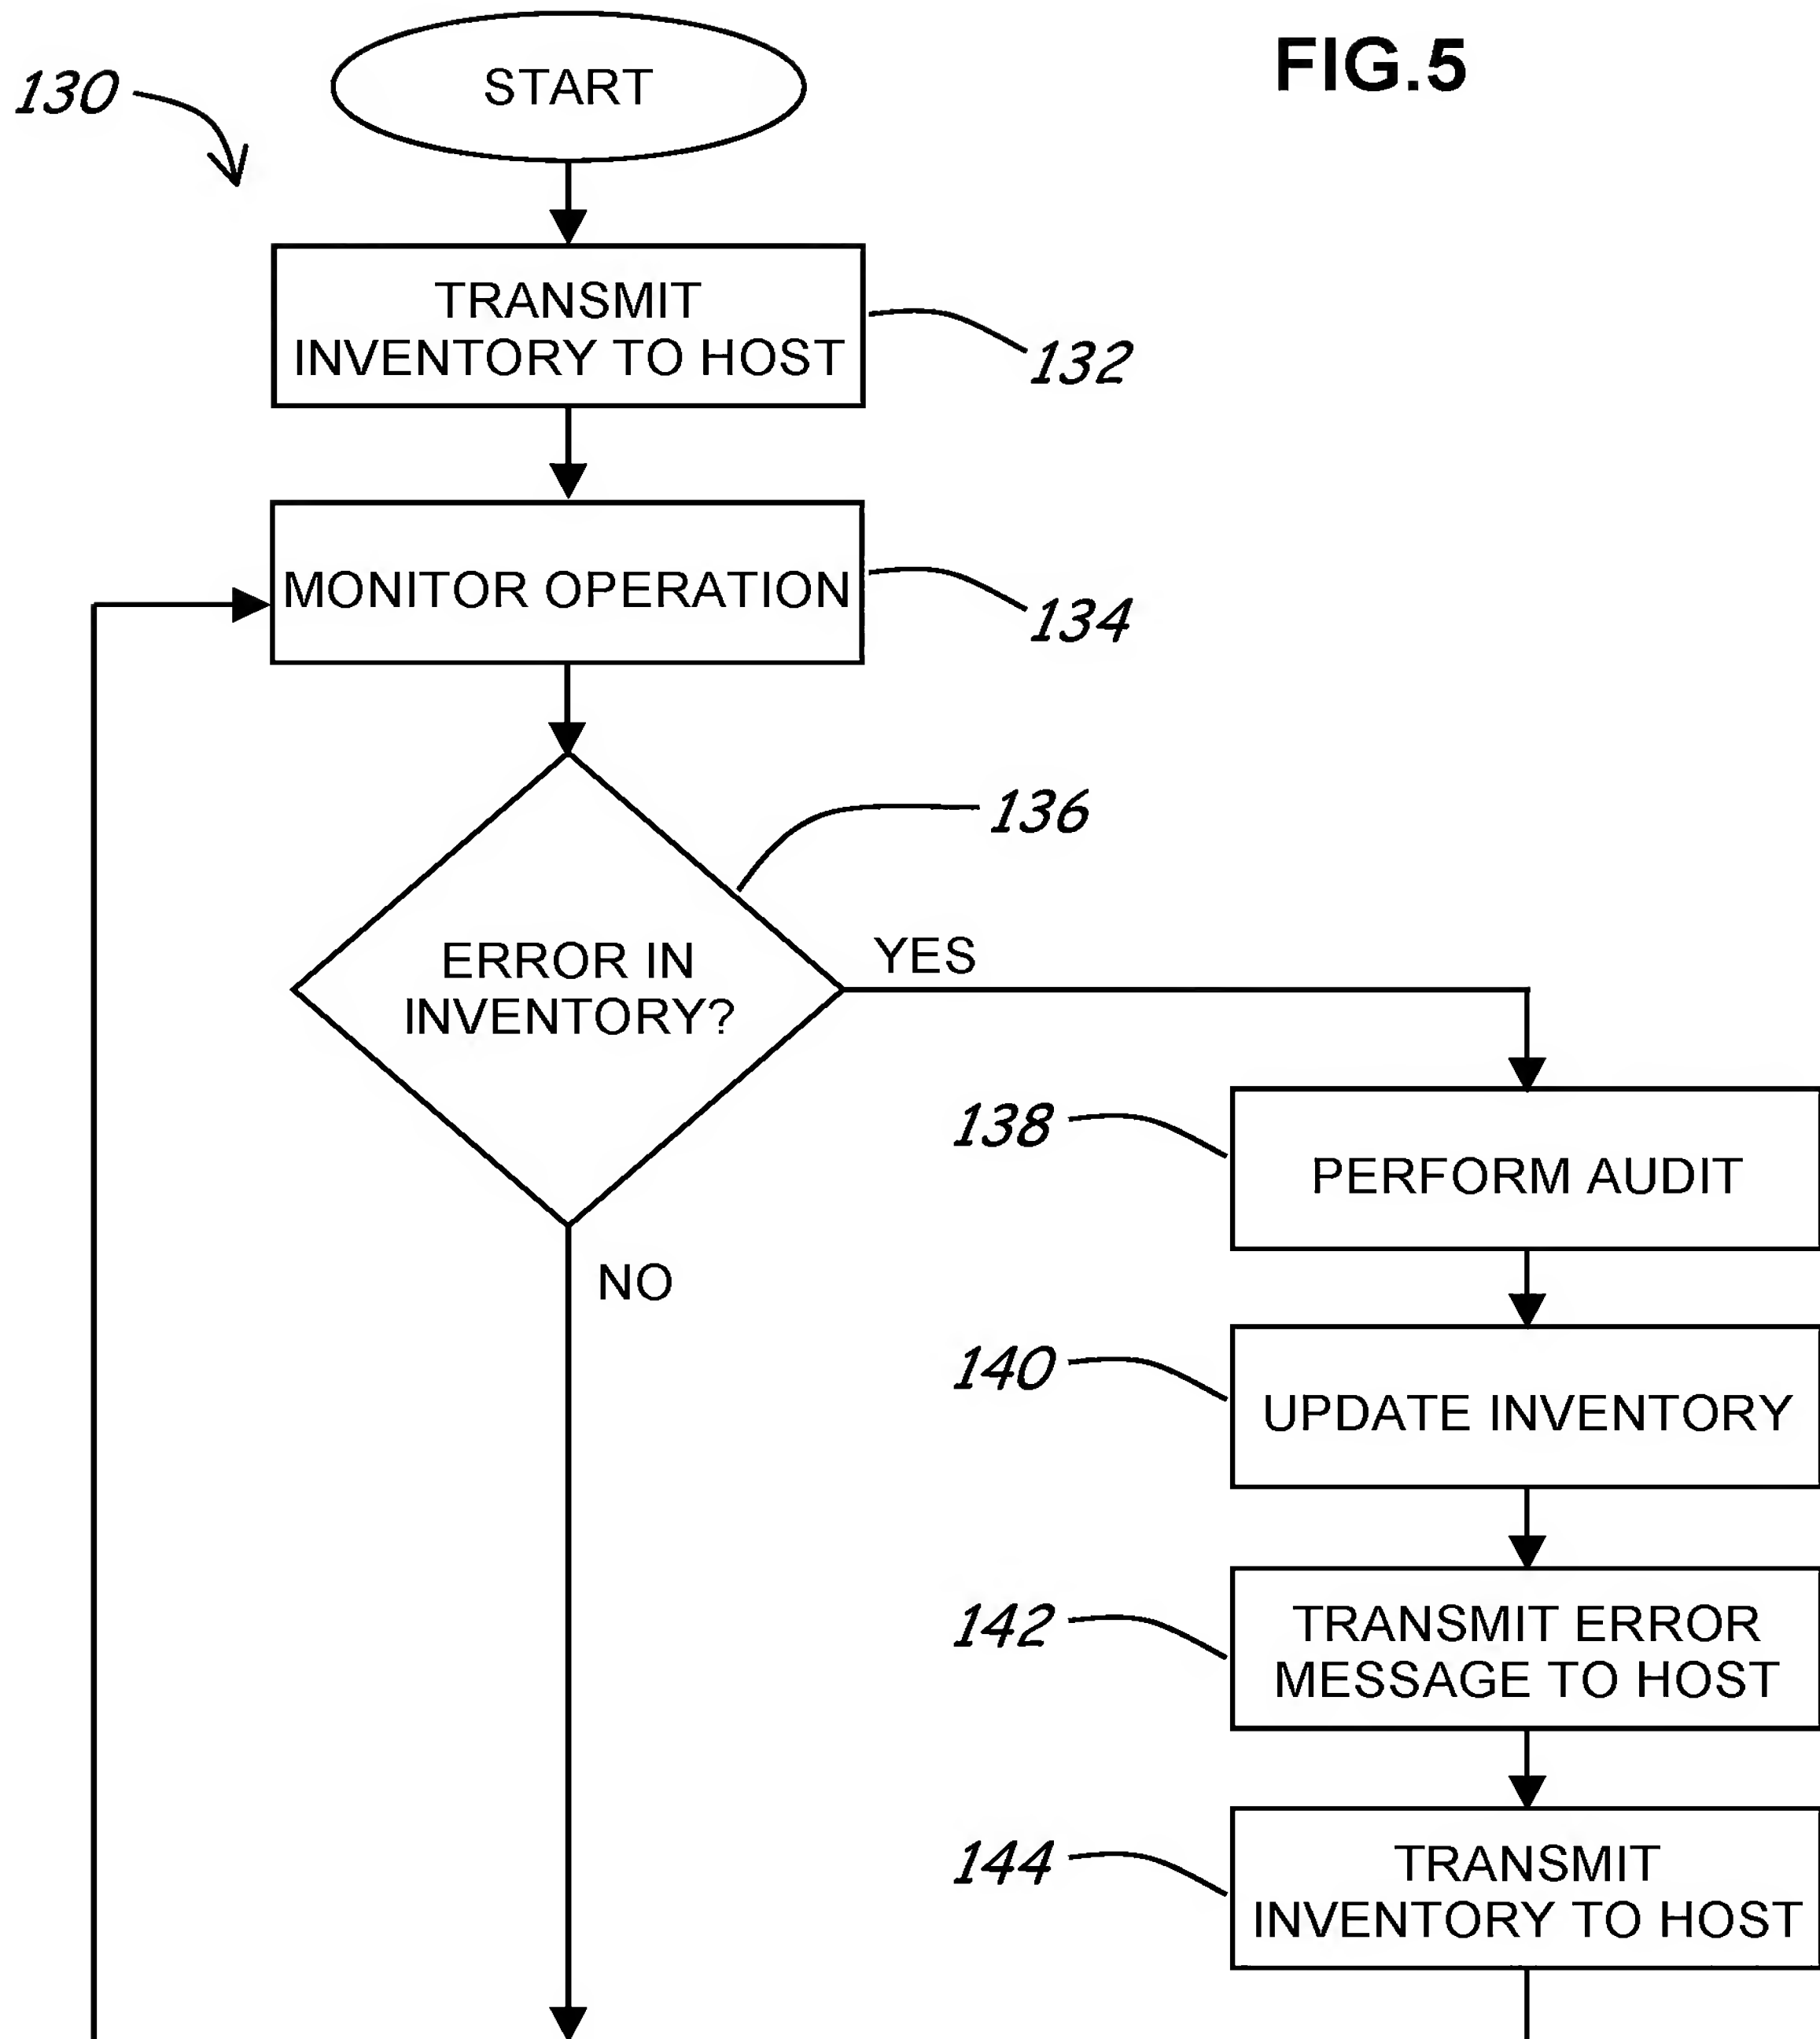 FIG.5
130
START
TRANSMIT
INVENTORY TO HOST
132
MONITOR OPERATION
134
136
ERROR IN
INVENTORY?
YES
NO
138
PERFORM AUDIT
140
UPDATE INVENTORY
142
TRANSMIT ERROR
MESSAGE TO HOST
144
TRANSMIT
INVENTORY TO HOST